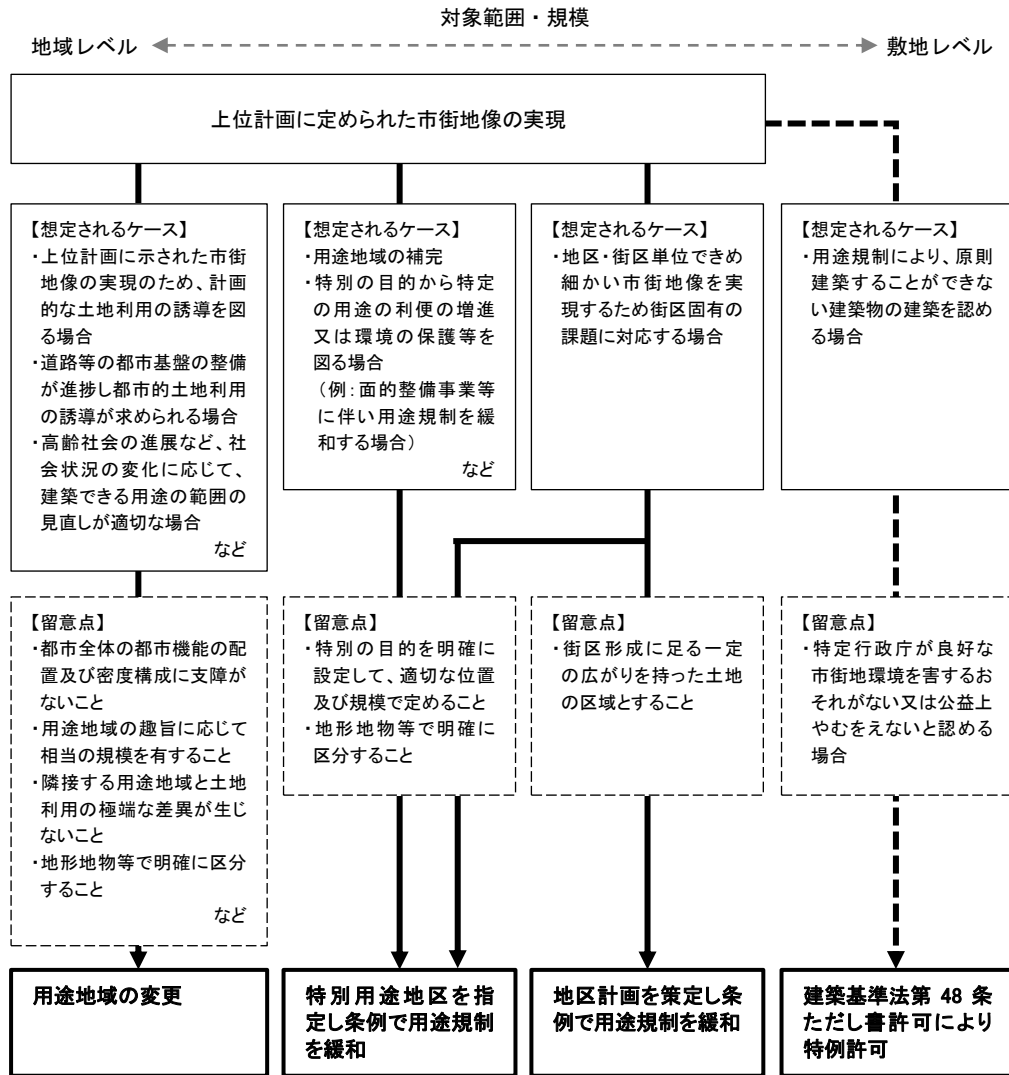 対象範囲・規模
地域レベル
敷地レベル
上位計画に定められた市街地像の実現
【想定されるケース】
・上位計画に示された市街
地像の実現のため、計画
的な土地利用の誘導を図
る場合
・道路等の都市基盤の整備
が進捗し都市的土地利用
の誘導が求められる場合
・高齢社会の進展など、社
会状況の変化に応じて、
建築できる用途の範囲の
見直しが適切な場合
など
【想定されるケース】
・用途地域の補完
・特別の目的から特定
の用途の利便の増進
又は環境の保護等を
図る場合
（例：面的整備事業等
に伴い用途規制を緩
和する場合）
など
【想定されるケース】
・地区・街区単位できめ
細かい市街地像を実
現するため街区固有の
課題に対応する場合
【想定されるケース】
・用途規制により、原則
建築することができ
ない建築物の建築を認め
る場合
【留意点】
・都市全体の都市機能の配
置及び密度構成に支障が
ないこと
・用途地域の趣旨に応じて
相当の規模を有すること
・隣接する用途地域と土地
利用の極端な差異が生じ
ないこと
・地形地物等で明確に区分
すること
など
【留意点】
・特別の目的を明確に
設定して、適切な位置
及び規模で定めること
・地形地物等で明確に
区分すること
【留意点】
・街区形成に足る一定
の広がりを持った土地
の区域とすること
【留意点】
・特定行政庁が良好な
市街地環境を害するお
それがない又は公益上
やむをえないと認める
場合
用途地域の変更
特別用途地区を指
定し条例で用途規制
を緩和
地区計画を策定し条
例で用途規制を緩和
建築基準法第 48 条
ただし書許可により
特例許可